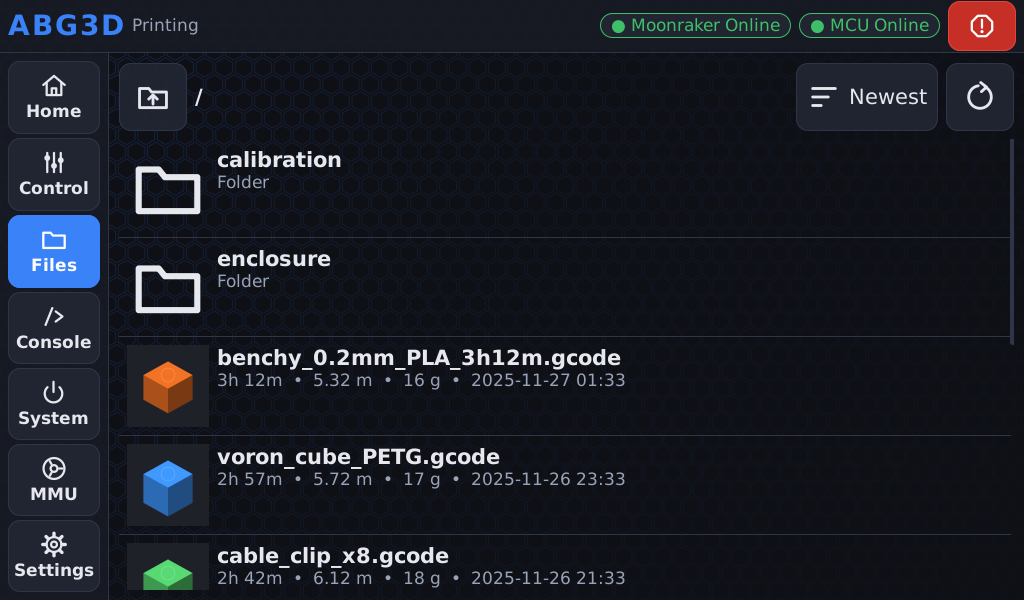 ABG3D Printing
Moonraker Online
MCU Online
Home
Control
Files
Console
System
MMU
Settings
/
Newest
calibration
Folder
enclosure
Folder
benchy_0.2mm_PLA_3h12m.gcode
3h 12m • 5.32 m • 16 g • 2025-11-27 01:33
voron_cube_PETG.gcode
2h 57m • 5.72 m • 17 g • 2025-11-26 23:33
cable_clip_x8.gcode
2h 42m • 6.12 m • 18 g • 2025-11-26 21:33